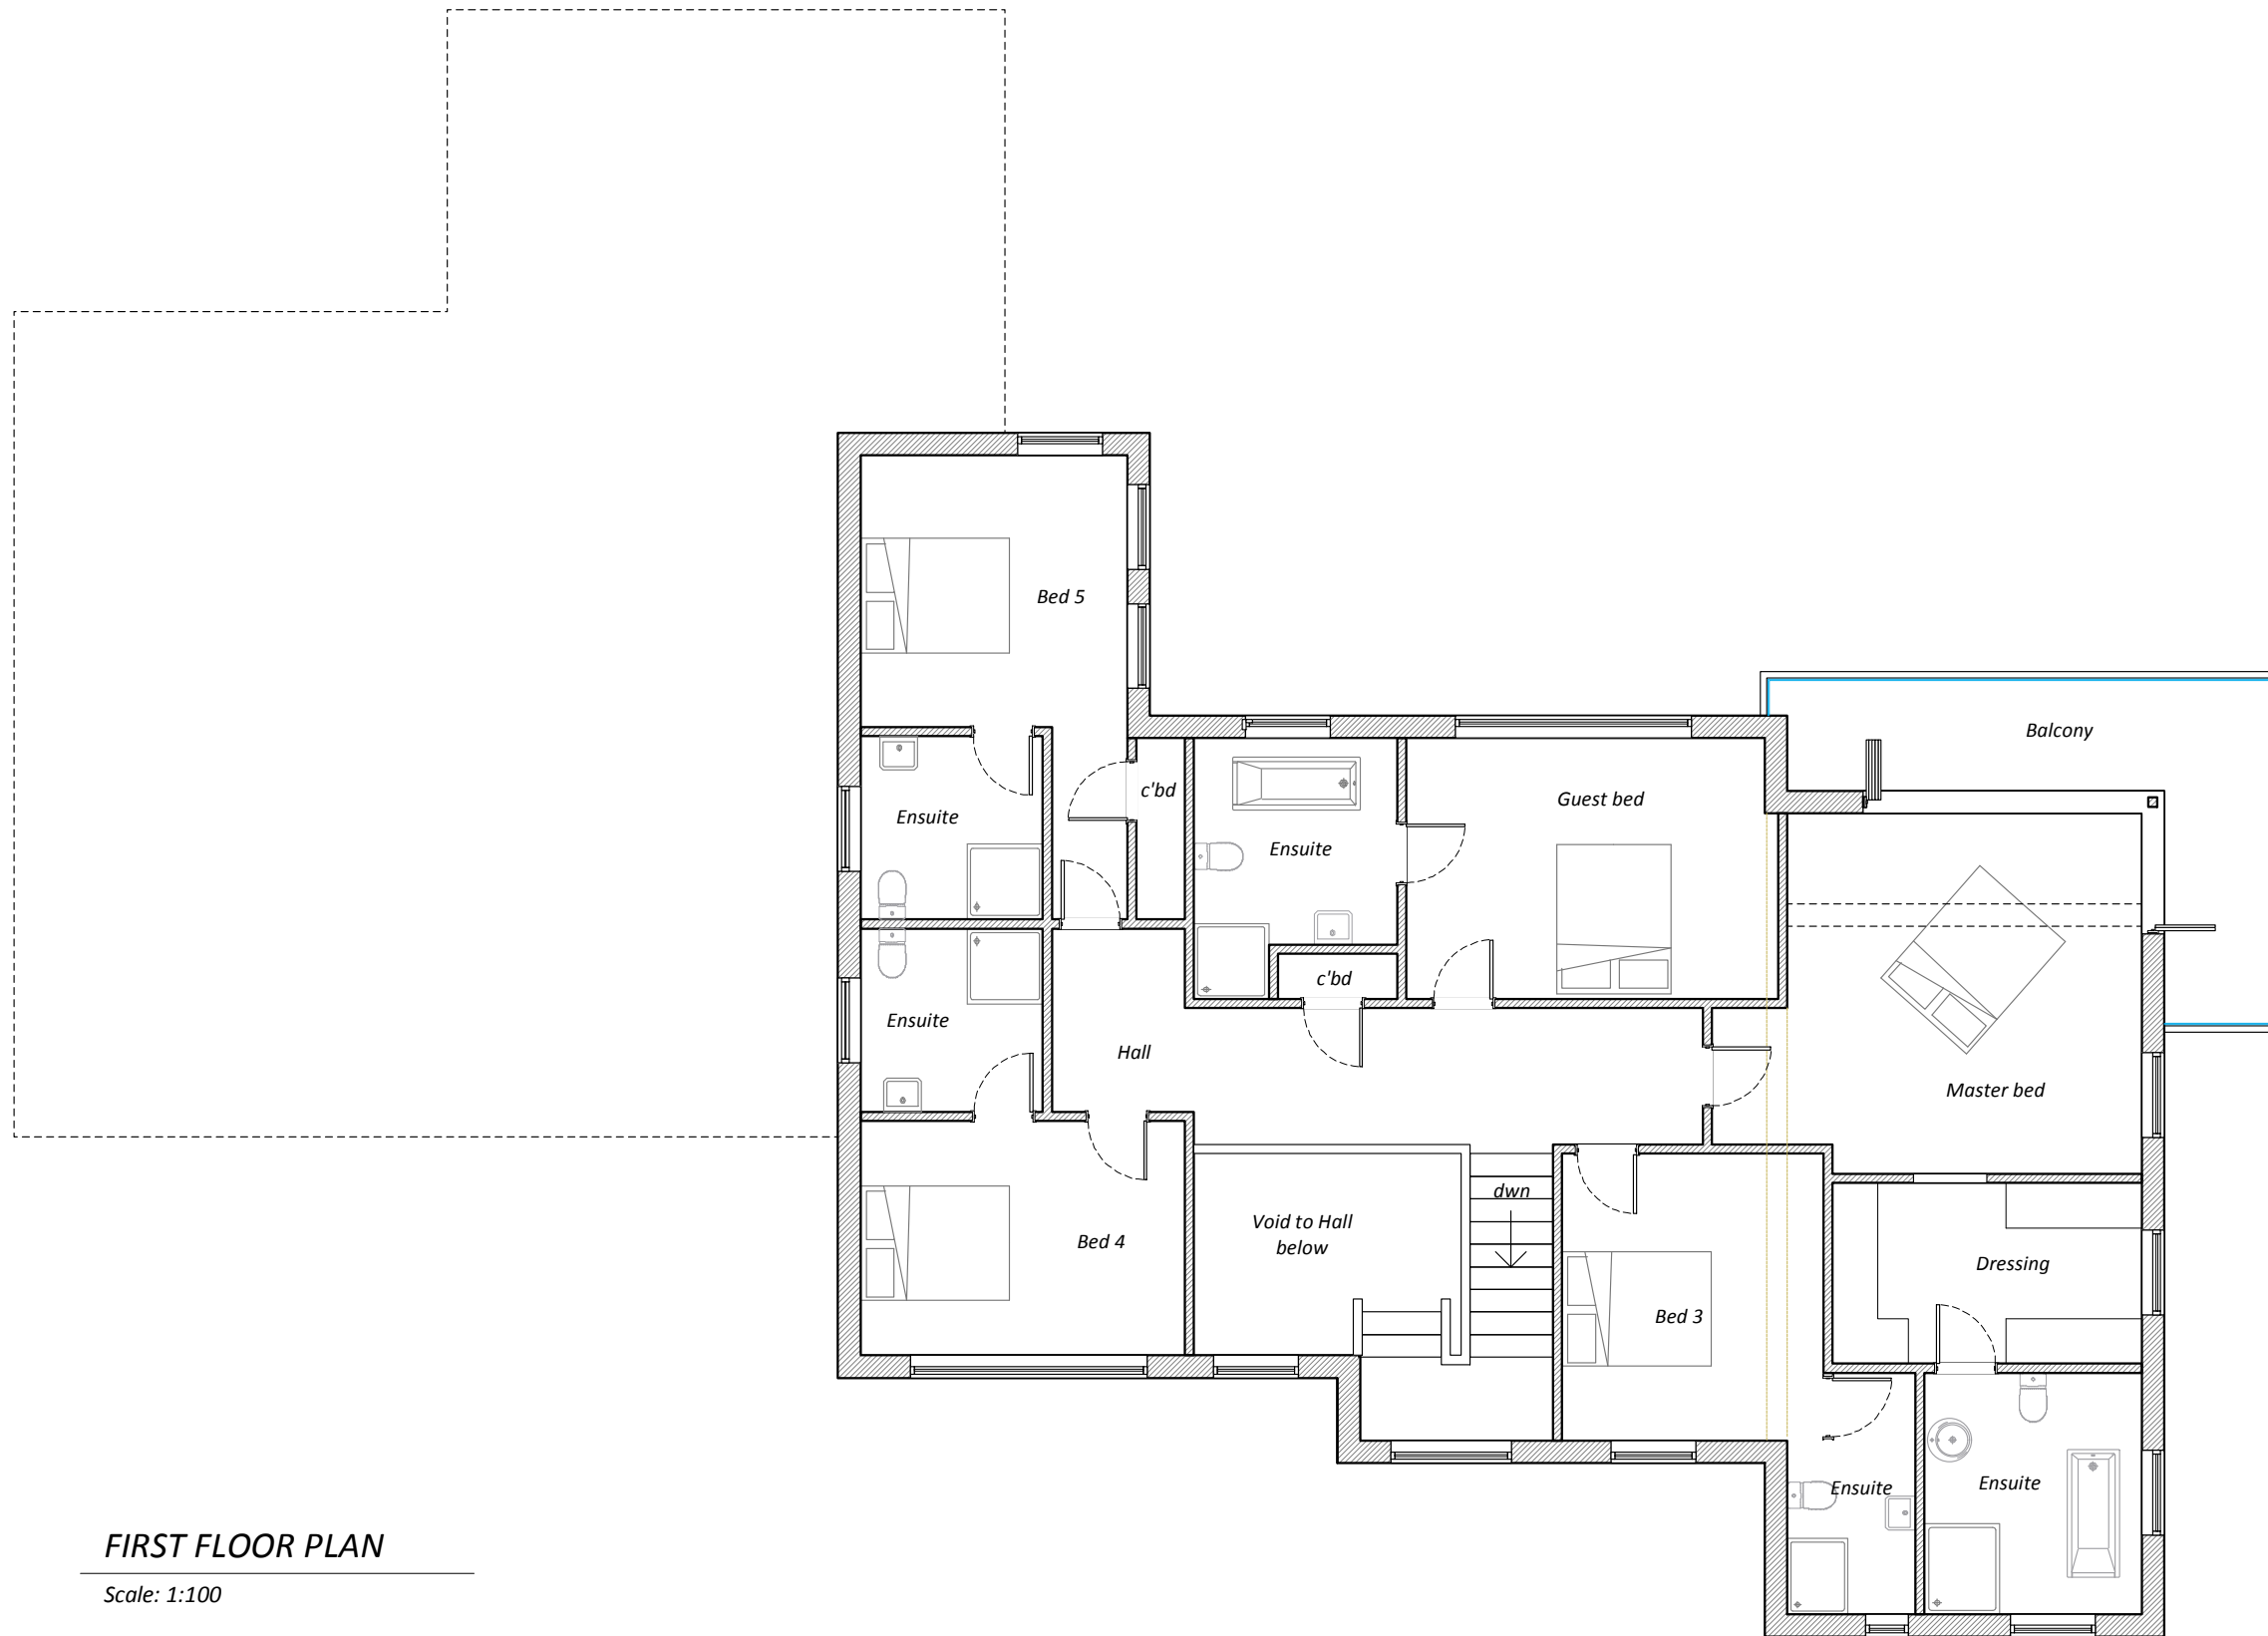 Bed 5
Balcony
c'bd
Guest bed
Ensuite
Ensuite
c'bd
Ensuite
Hall
Master bed
dwn
Void to Hall
below
Bed 4
Dressing
Bed 3
Ensuite
Ensuite
FIRST FLOOR PLAN
Scale: 1:100